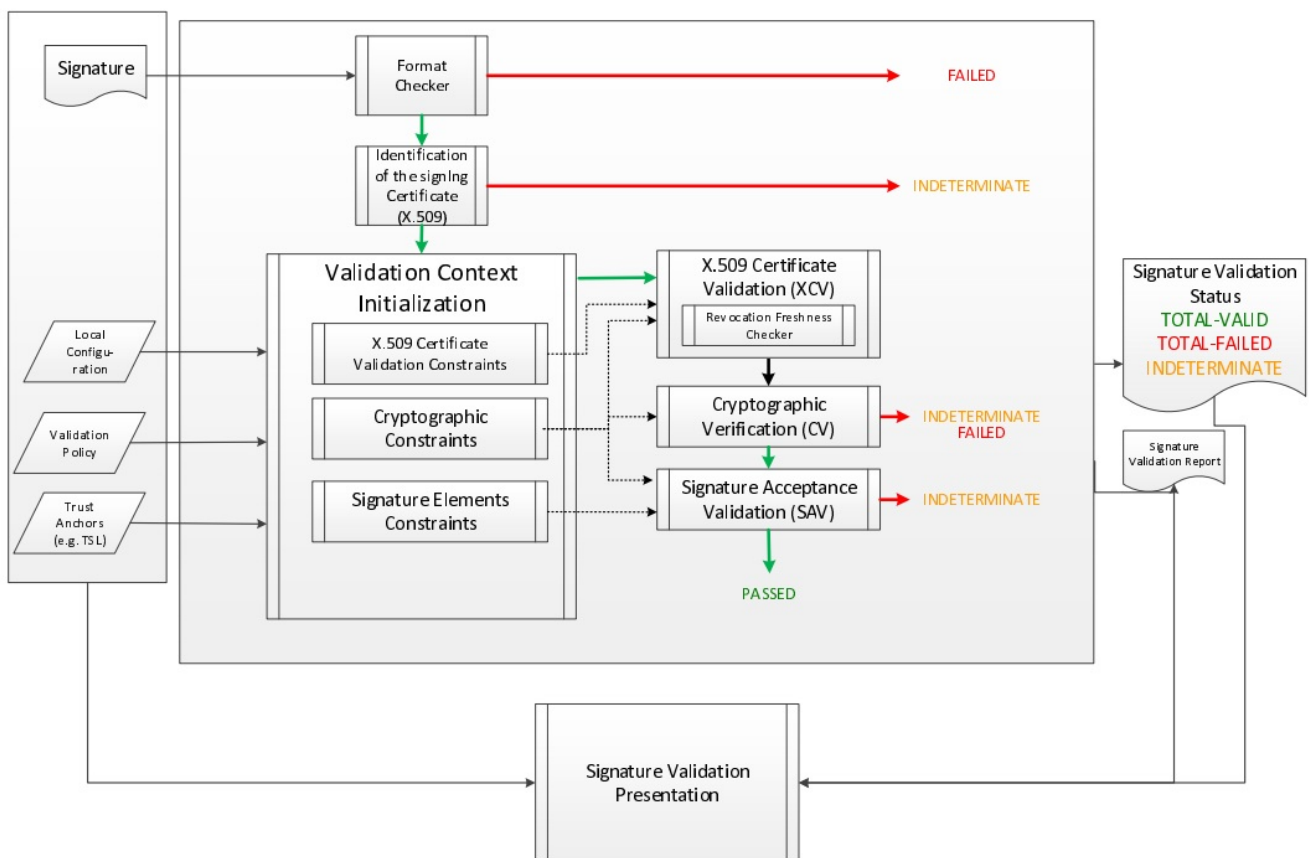 Signature
Format
Checker
FAILED
Identification
of the signing
Certificate
(X.509)
INDETERMINATE
Validation Context
Initialization
X.509 Certificate
Validation Constraints
Cryptographic
Constraints
Signature Elements
Constraints
Local
Configu-
ration
Validation
Policy
Trust
Anchors
(e.g. TSL)
X.509 Certificate
Validation (XCV)
Revocation Freshness
Checker
Cryptographic
Verification (CV)
INDETERMINATE
FAILED
Signature Acceptance
Validation (SAV)
INDETERMINATE
PASSED
Signature Validation
Status
TOTAL-VALID
TOTAL-FAILED
INDETERMINATE
Signature
Validation Report
Signature Validation
Presentation